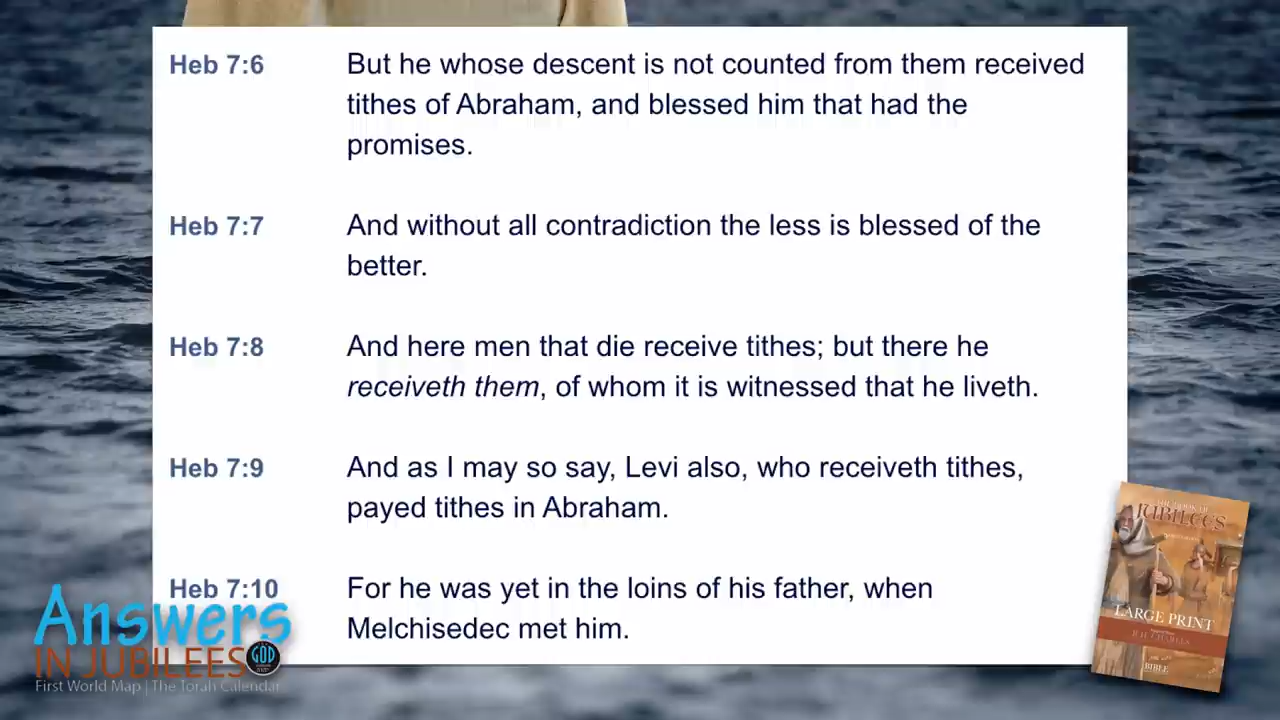 Heb 7:6 But he whose descent is not counted from them received
tithes of Abraham, and blessed him that had the
promises.
Heb 7:7 And without all contradiction the less is blessed of the
better.
Heb 7:8 And here men that die receive tithes; but there he
receiveth them, of whom it is witnessed that he liveth.
Heb 7:9 And as I may so say, Levi also, who receiveth tithes,
payed tithes in Abraham.
Heb 7:10 For he was yet in the loins of his father, when
Melchisedec met him.
Answers
IN JUBILEES
GOD
First World Map | The Torah Calendar
THE BOOK OF
JUBILEES
LARGE PRINT
R.H. CHARLES
BIBLE